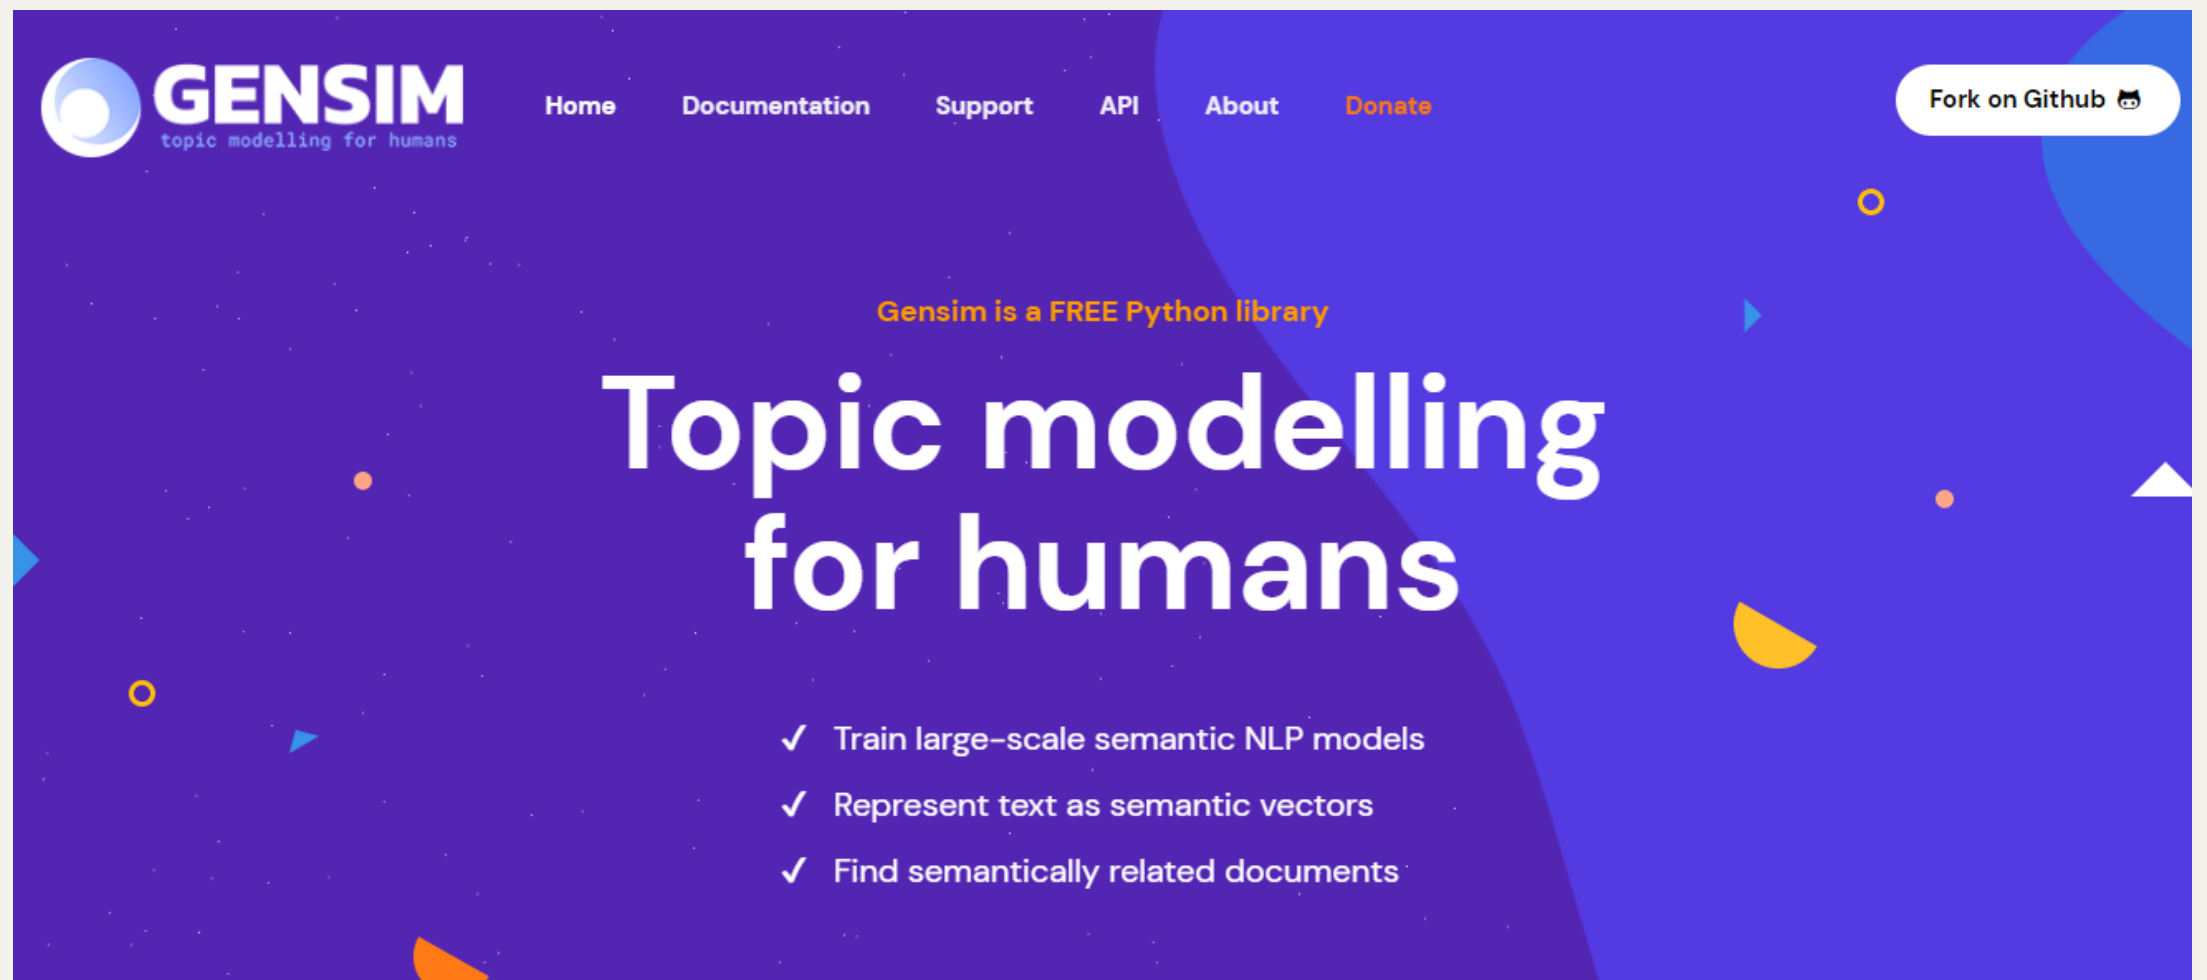 GENSIM
topic modelling for humans
Home Documentation Support API About Donate
Fork on Github
Gensim is a FREE Python library
Topic modelling
for humans
✓ Train large-scale semantic NLP models
✓ Represent text as semantic vectors
✓ Find semantically related documents